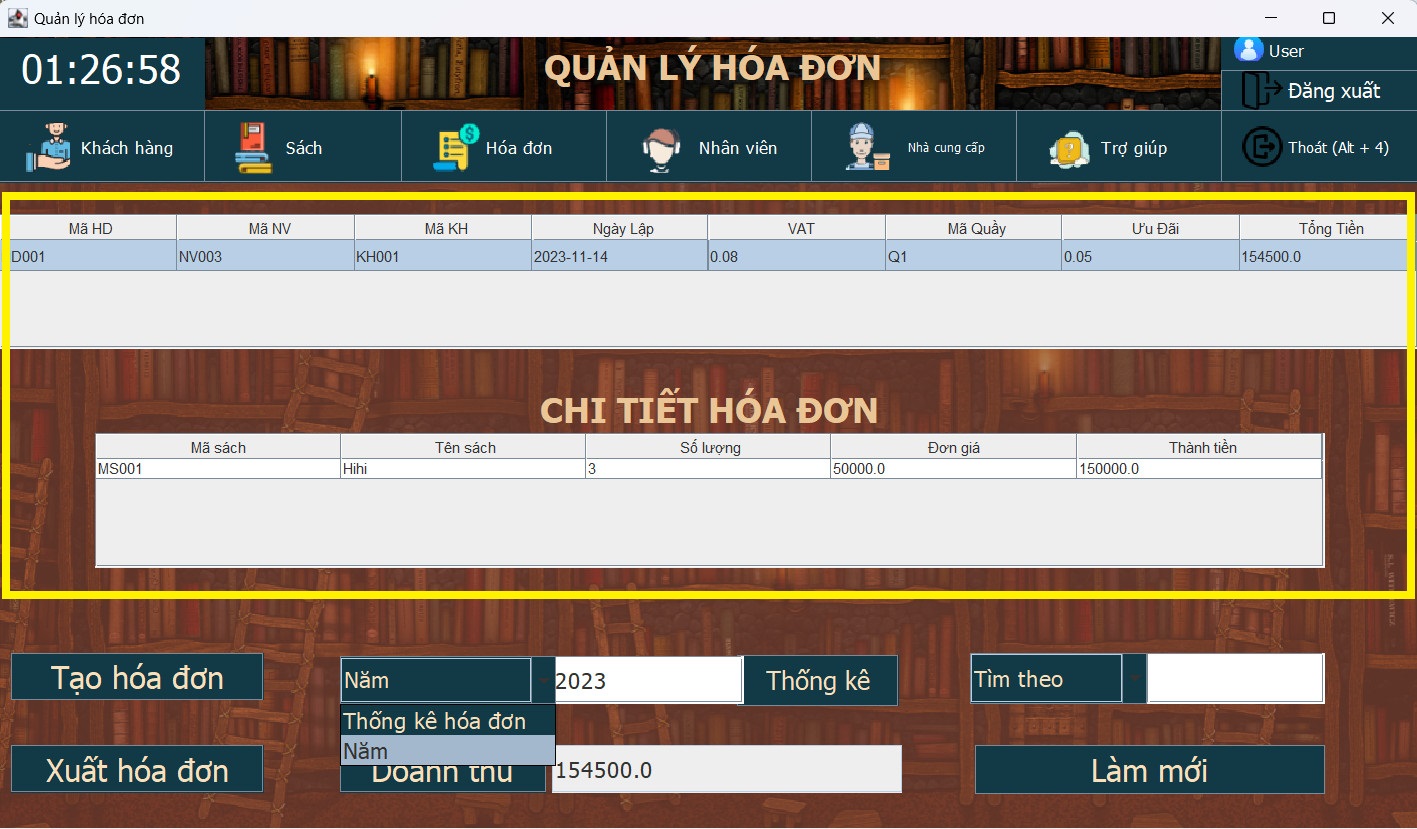 Quản lý hóa đơn
01:26:58
QUẢN LÝ HÓA ĐƠN
User
Đăng xuất
Khách hàng
Sách
Hóa đơn
Nhân viên
Nhà cung cấp
Trợ giúp
Thoát (Alt + 4)
Mã HD Mã NV Mã KH Ngày Lập VAT Mã Quầy Ưu Đãi Tổng Tiền
D001 NV003 KH001 2023-11-14 0.08 Q1 0.05 154500.0
CHI TIẾT HÓA ĐƠN
Mã sách Tên sách Số lượng Đơn giá Thành tiền
MS001 Hihi 3 50000.0 150000.0
Tạo hóa đơn
Năm
2023
Thống kê
Tìm theo
Thống kê hóa đơn
Năm
Xuất hóa đơn
Doanh thu
154500.0
Làm mới